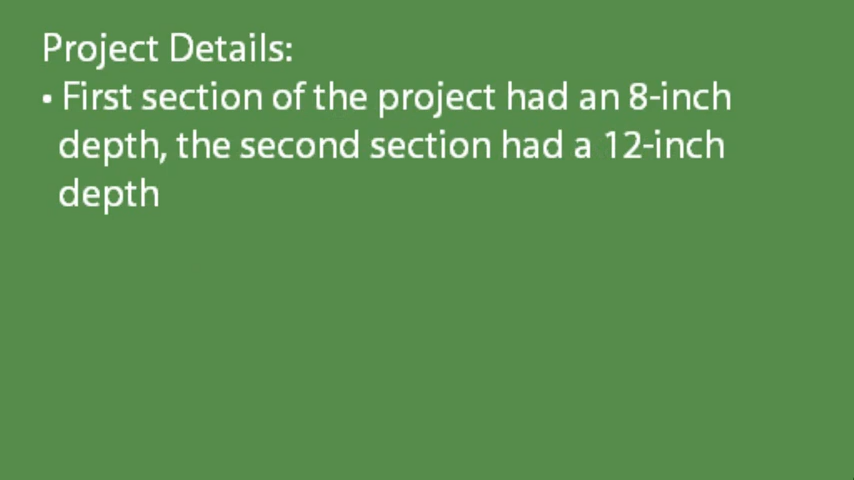 Project Details:
• First section of the project had an 8-inch
depth, the second section had a 12-inch
depth